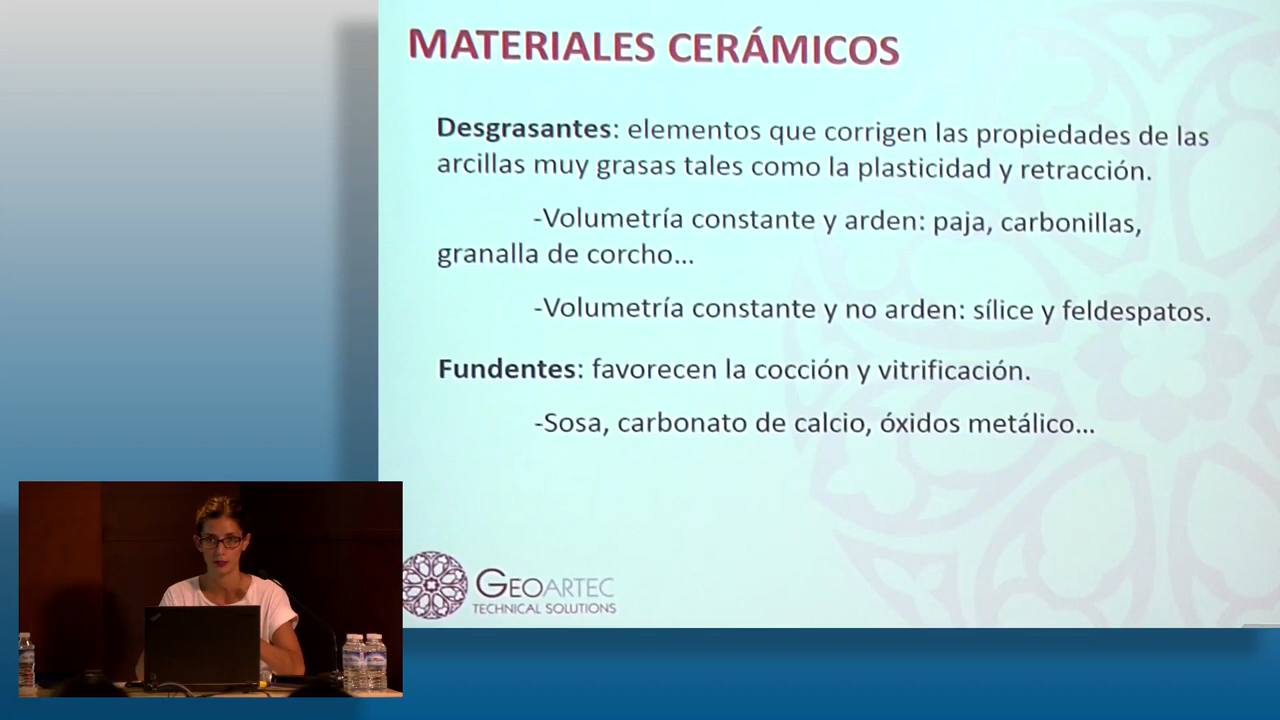 MATERIALES CERÁMICOS
Desgrasantes: elementos que corrigen las propiedades de las
arcillas muy grasas tales como la plasticidad y retracción.
-Volumetría constante y arden: paja, carbonillas,
granalla de corcho...
-Volumetría constante y no arden: sílice y feldespatos.
Fundentes: favorecen la cocción y vitrificación.
-Sosa, carbonato de calcio, óxidos metálico...
GEOARTEC
TECHNICAL SOLUTIONS